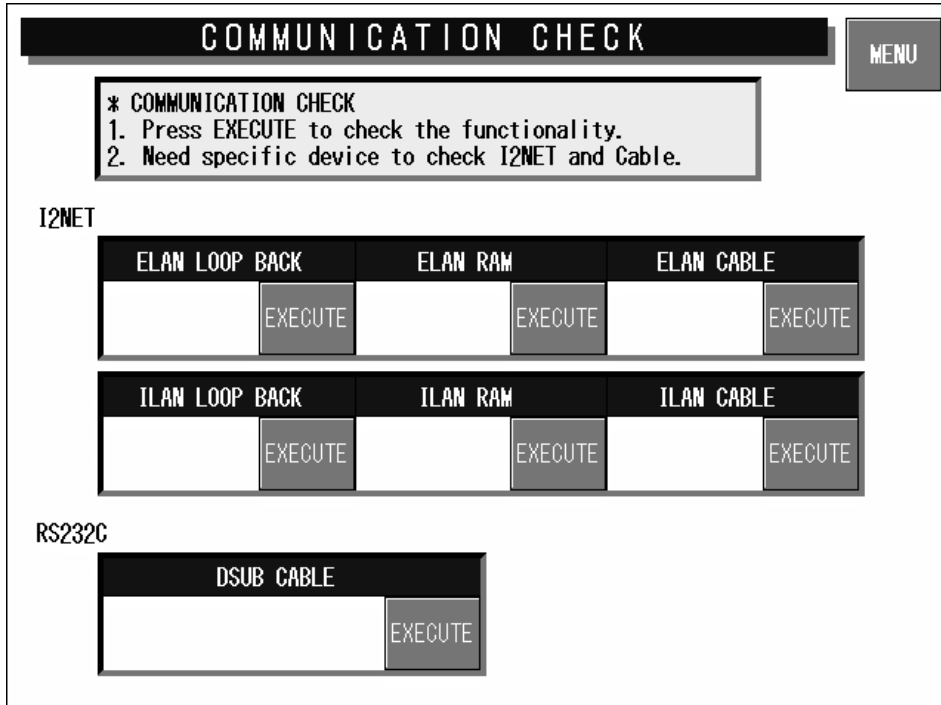 COMMUNICATION CHECK
MENU
* COMMUNICATION CHECK
1. Press EXECUTE to check the functionality.
2. Need specific device to check I2NET and Cable.
I2NET
ELAN LOOP BACK ELAN RAM ELAN CABLE
EXECUTE EXECUTE EXECUTE
ILAN LOOP BACK ILAN RAM ILAN CABLE
EXECUTE EXECUTE EXECUTE
RS232C
DSUB CABLE
EXECUTE